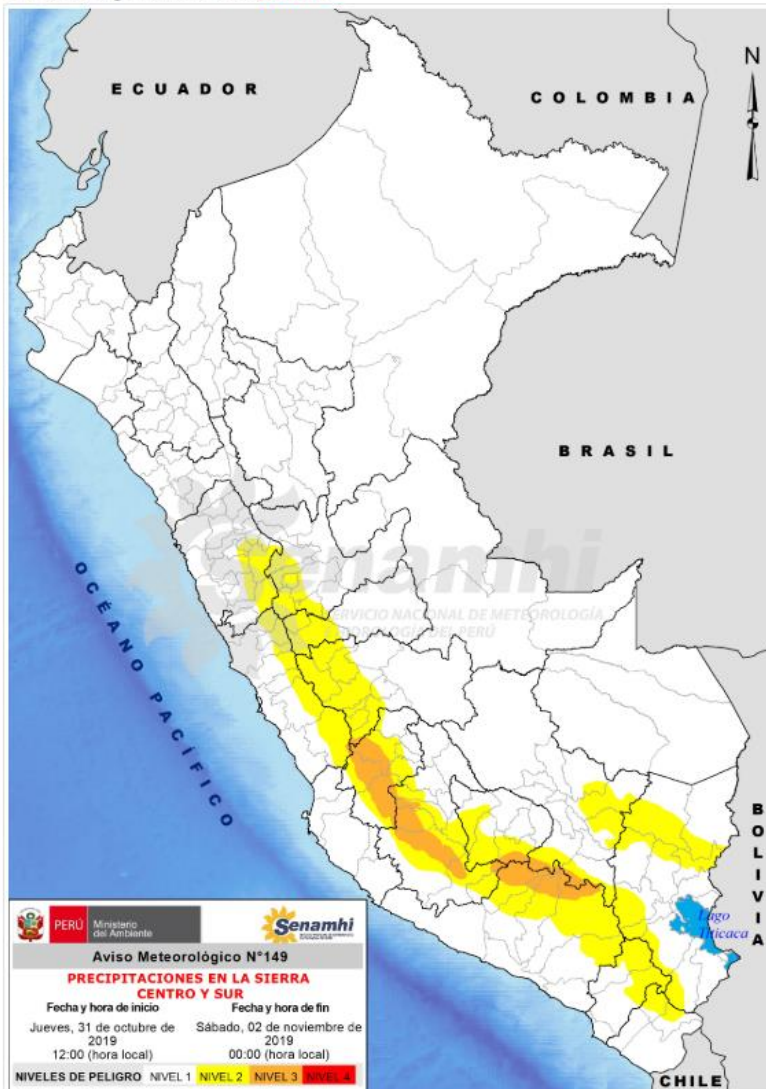 ECUADOR
COLOMBIA
N
BRASIL
Senamhi
SERVICIO NACIONAL DE METEOROLOGÍA
DEL PERÚ
OCÉANO PACÍFICO
BOLIVIA
Lago
Titicaca
CHILE
PERÚ Ministerio
del Ambiente
Senamhi
Aviso Meteorológico N°149
PRECIPITACIONES EN LA SIERRA
CENTRO Y SUR
Fecha y hora de inicio
Jueves, 31 de octubre de
2019
12:00 (hora local)
Fecha y hora de fin
Sábado, 02 de noviembre de
2019
00:00 (hora local)
NIVELES DE PELIGRO NIVEL 1 NIVEL 2 NIVEL 3 NIVEL 4